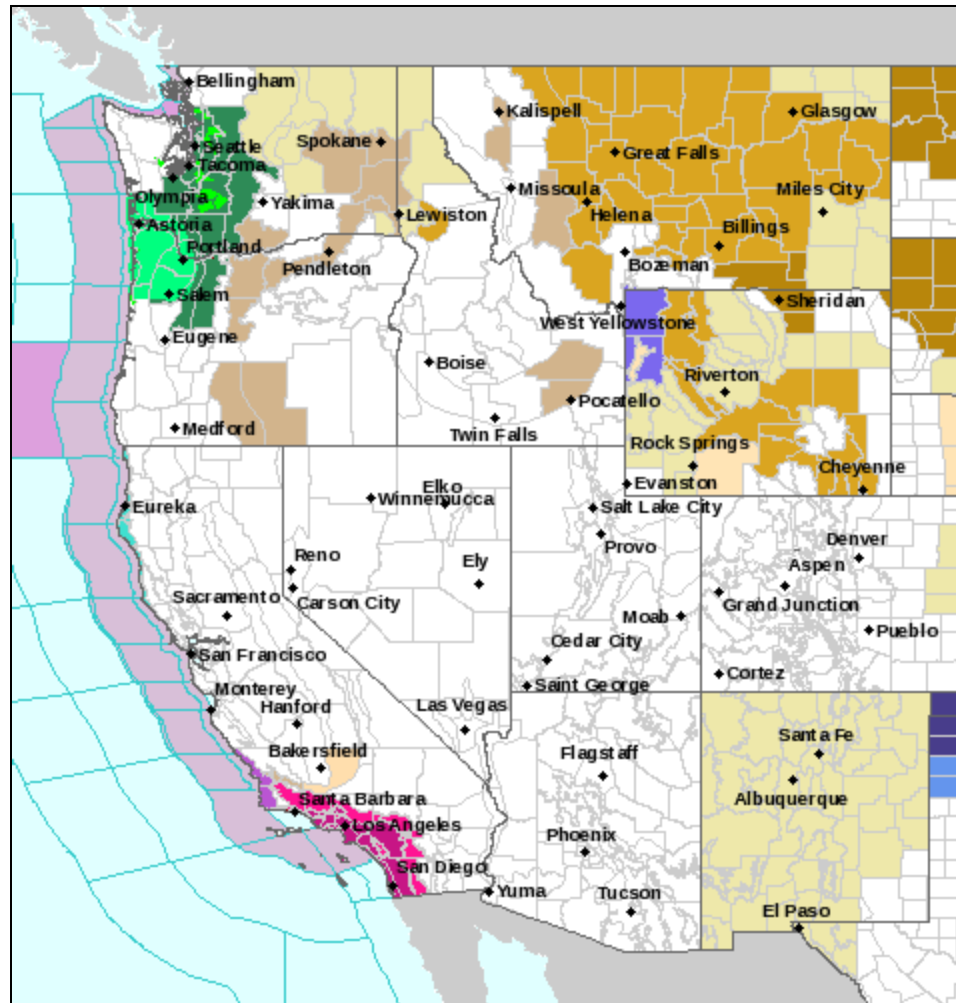 Bellingham
Kalispell
Glasgow
Spokane
Seattle
Great Falls
Tacoma
Missoula
Miles City
Olympia
Yakima
Lewiston
Helena
Astoria
Billings
Portland
Pendleton
Bozeman
Salem
Sheridan
West Yellowstone
Eugene
Boise
Riverton
Pocatello
Medford
Twin Falls
Rock Springs
Cheyenne
Elko
Evanston
Winnemucca
Eureka
Salt Lake City
Provo
Denver
Reno
Ely
Aspen
Sacramento
Carson City
Grand Junction
Moab
Pueblo
Cedar City
San Francisco
Cortez
Saint George
Monterey
Hanford
Las Vegas
Santa Fe
Bakersfield
Flagstaff
Albuquerque
Santa Barbara
Los Angeles
Phoenix
San Diego
Yuma
Tucson
El Paso